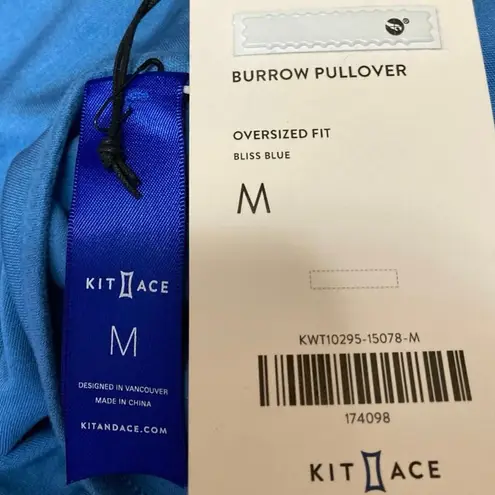 BURROW PULLOVER
OVERSIZED FIT
BLISS BLUE
M
KWT10295-15078-M
174098
KIT ACE
KIT ACE
M
DESIGNED IN VANCOUVER
MADE IN CHINA
KITANDACE.COM